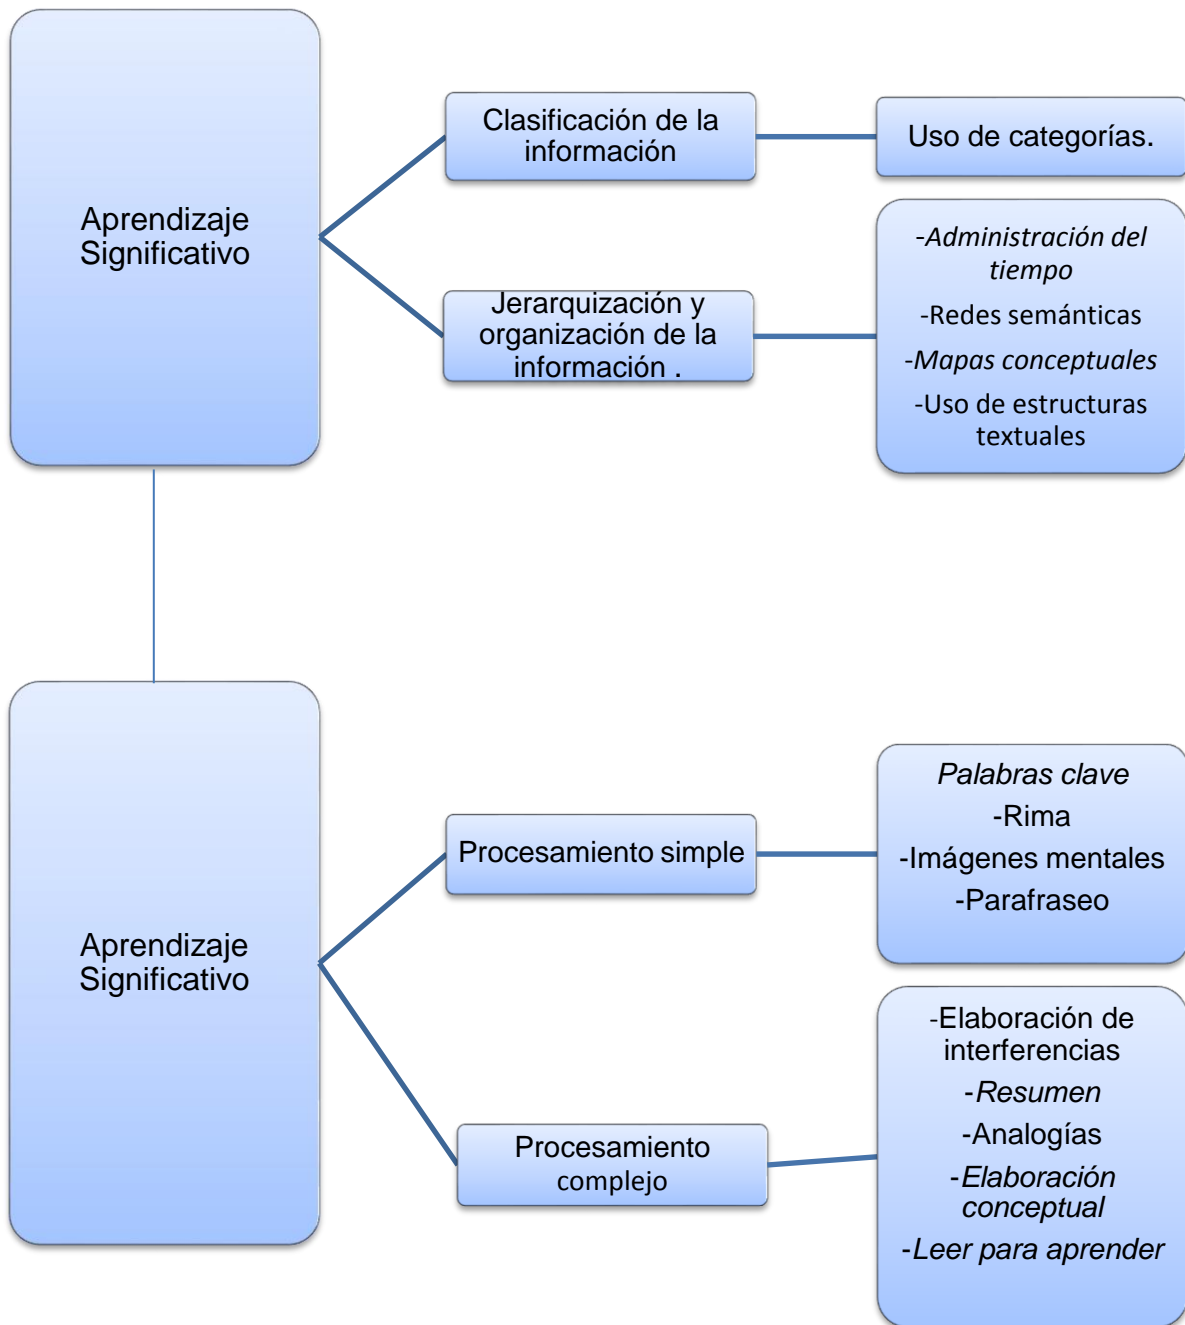 Aprendizaje
Significativo
Clasificación de la
información
Uso de categorías.
Jerarquización y
organización de la
información .
-Administración del
tiempo
-Redes semánticas
-Mapas conceptuales
-Uso de estructuras
textuales
Aprendizaje
Significativo
Procesamiento simple
Palabras clave
-Rima
-Imágenes mentales
-Parafraseo
Procesamiento
complejo
-Elaboración de
interferencias
-Resumen
-Analogías
-Elaboración
conceptual
-Leer para aprender